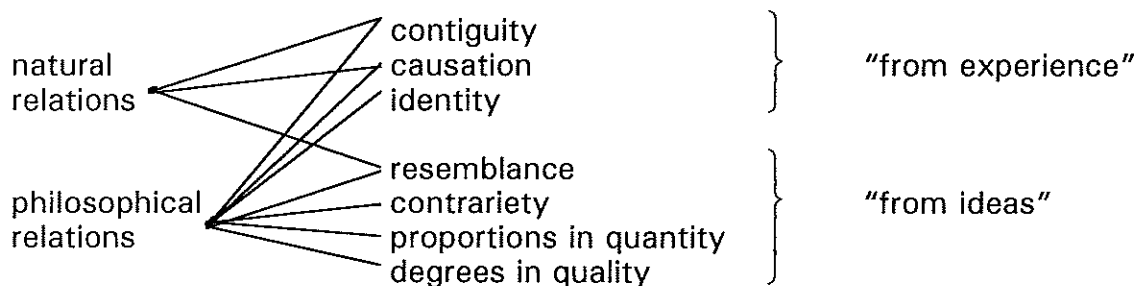 natural
relations
philosophical
relations
contiguity
causation
identity
resemblance
contrariety
proportions in quantity
degrees in quality
"from experience"
"from ideas"